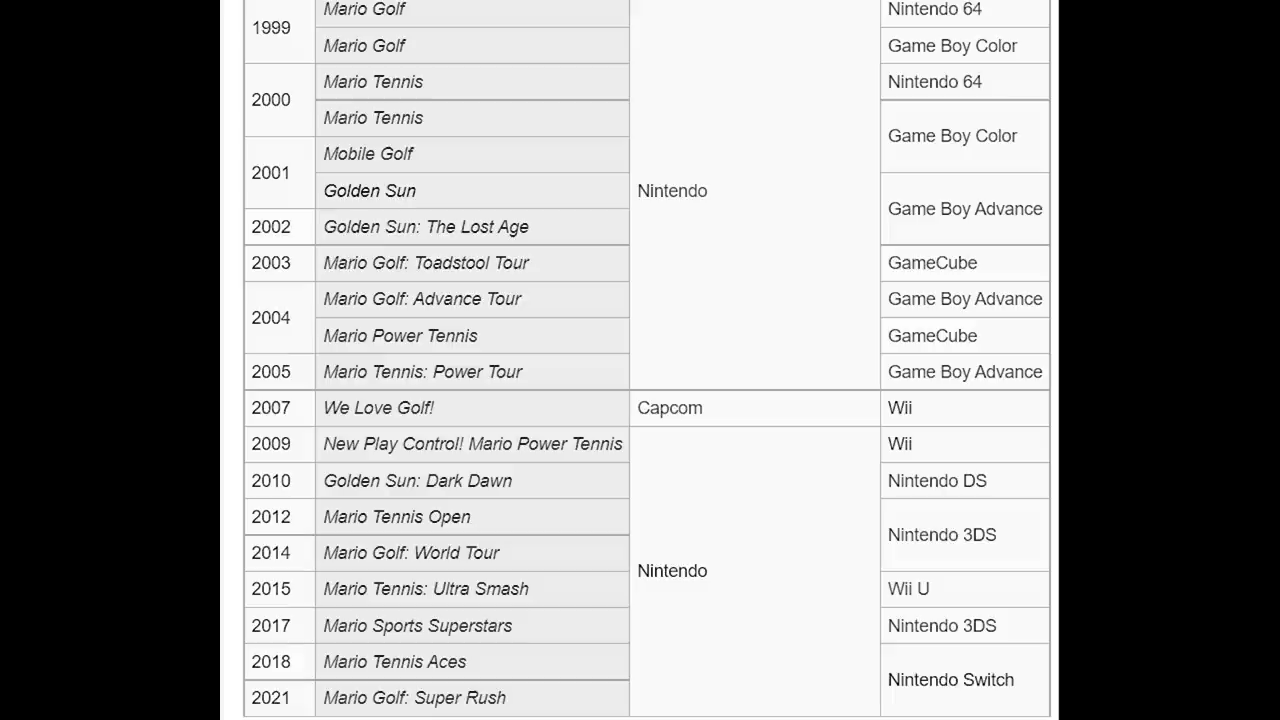 1999 Mario Golf Nintendo 64
Mario Golf Game Boy Color
2000 Mario Tennis Nintendo 64
Mario Tennis Game Boy Color
2001 Mobile Golf
Golden Sun Nintendo Game Boy Advance
2002 Golden Sun: The Lost Age
2003 Mario Golf: Toadstool Tour GameCube
2004 Mario Golf: Advance Tour Game Boy Advance
Mario Power Tennis GameCube
2005 Mario Tennis: Power Tour Game Boy Advance
2007 We Love Golf! Capcom Wii
2009 New Play Control! Mario Power Tennis Wii
2010 Golden Sun: Dark Dawn Nintendo DS
2012 Mario Tennis Open Nintendo 3DS
2014 Mario Golf: World Tour Nintendo
2015 Mario Tennis: Ultra Smash Wii U
2017 Mario Sports Superstars Nintendo 3DS
2018 Mario Tennis Aces Nintendo Switch
2021 Mario Golf: Super Rush